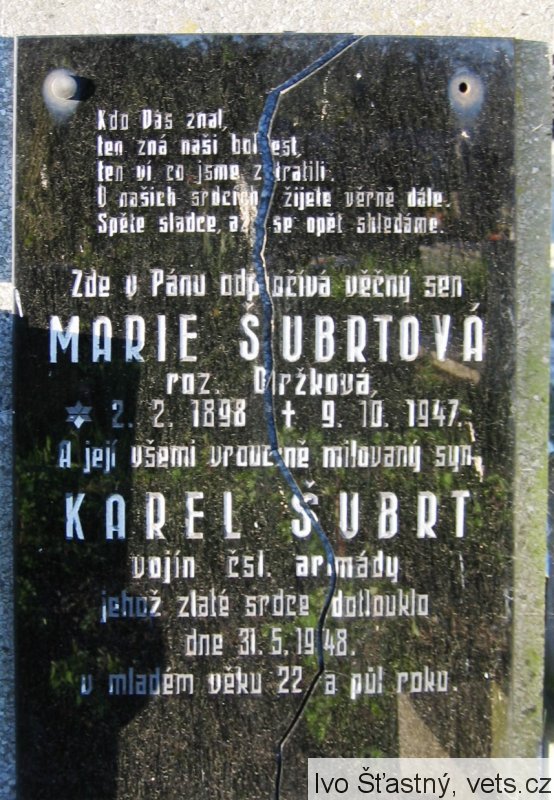 Kdo Vás znal,
ten zná naši bolest,
ten ví co jsme ztratili.
V našich srdcích žijete věrně dále.
Spěte sladce, až se opět shledáme.
Zde v Pánu odpočívá věčný sen
MARIE ŠUBRTOVÁ
roz.
2. 2. 1898 † 9. 10. 1947.
A její všemi vroucně milovaný syn
KAREL ŠUBRT
vojín čsl. armády
jehož zlaté srdce dotlouklo
dne 31. 5. 1948.
v mladém věku 22 a půl roku.
Ivo Šťastný, vets.cz